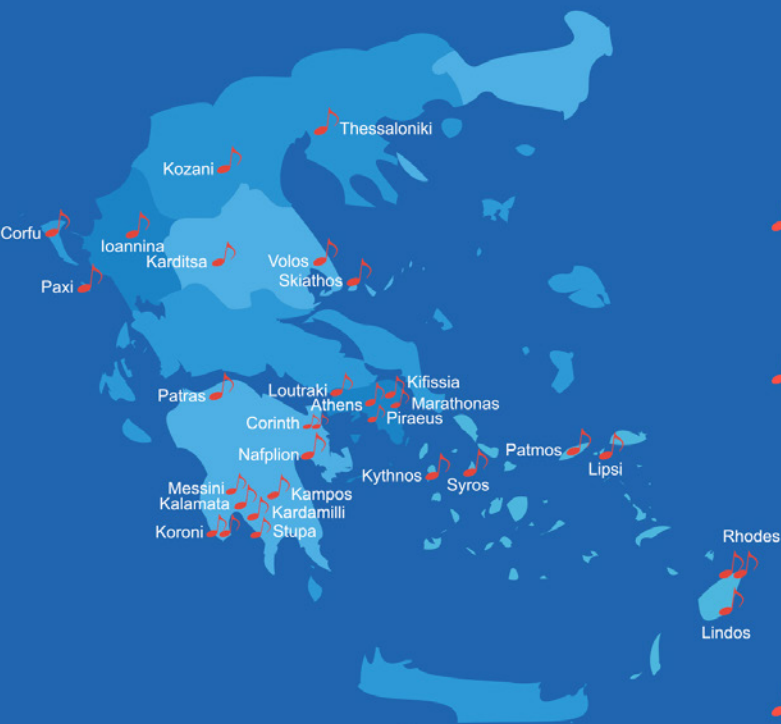 Thessaloniki
Kozani
Corfu
Ioannina
Karditsa
Volos
Skiathos
Paxi
Patras
Loutraki
Kifissia
Athens
Marathonas
Piraeus
Corinth
Nafplion
Patmos
Lipsi
Kythnos
Syros
Messini
Kampos
Kalamata
Kardamilli
Koroni
Stupa
Rhodes
Lindos